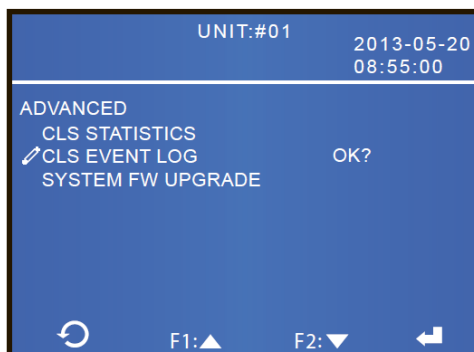 UNIT:#01
2013-05-20
08:55:00
ADVANCED
CLS STATISTICS
CLS EVENT LOG OK?
SYSTEM FW UPGRADE
F1:▲ F2:▼